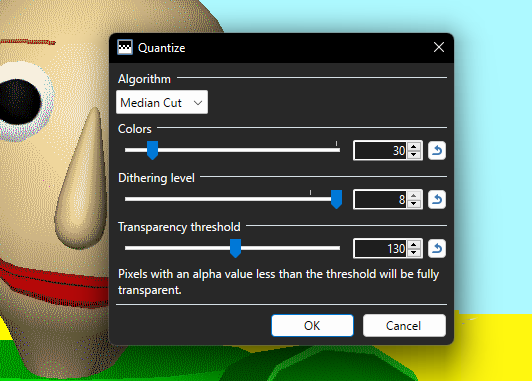 Quantize
Algorithm
Median Cut
Colors
30
Dithering level
8
Transparency threshold
130
Pixels with an alpha value less than the threshold will be fully
transparent.
OK Cancel